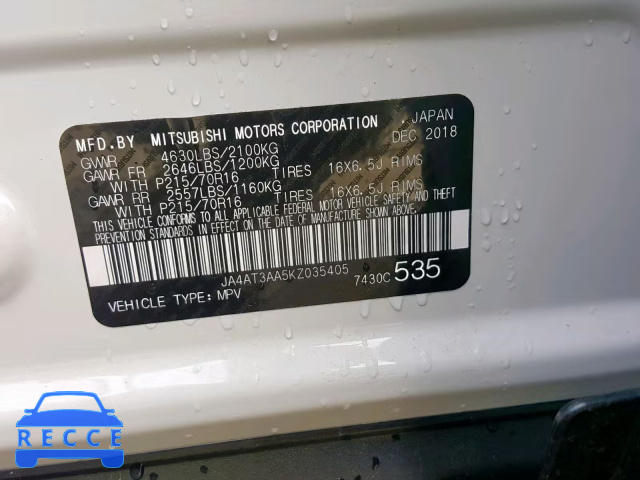 MFD.BY MITSUBISHI MOTORS CORPORATION , JAPAN
GVWR 4630LBS/2100KG DEC 2018
GAWR FR 2646LBS/1200KG
WITH P215/70R16 TIRES 16X6.5J RIMS
GAWR RR 2557LBS/1160KG
WITH P215/70R16 TIRES 16X6.5J RIMS
THIS VEHICLE CONFORMS TO ALL APPLICABLE FEDERAL MOTOR VEHICLE SAFETY, BUMPER, AND THEFT
PREVENTION STANDARDS IN EFFECT ON THE DATE OF MANUFACTURE SHOWN ABOVE.
JA4AT3AA5KZ035405 7430C 535
VEHICLE TYPE: MPV
RECCE